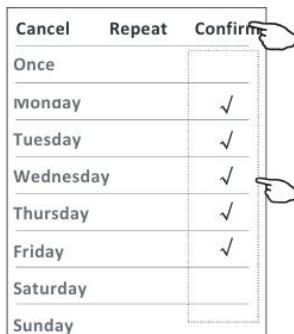 Cancel Repeat Confirm
Once
Monday √
Tuesday √
Wednesday √
Thursday √
Friday √
Saturday
Sunday